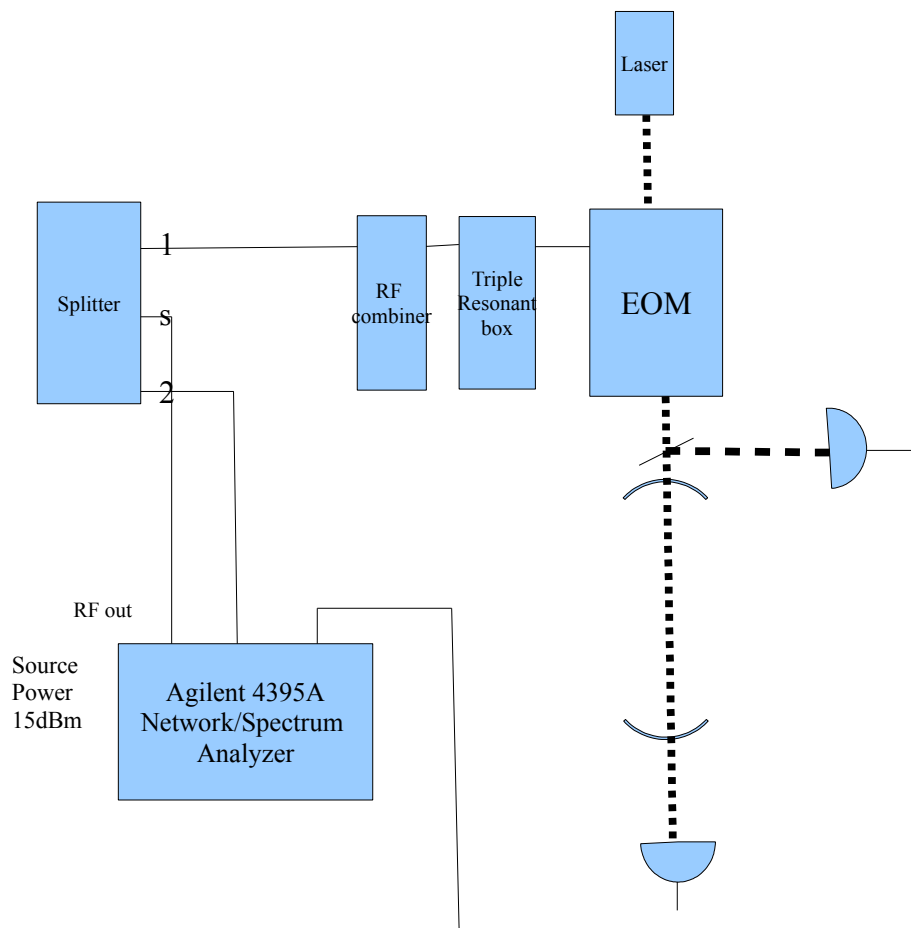 Laser
1
Splitter
s
2
RF
combiner
Triple
Resonant
box
EOM
RF out
Source
Power
15dBm
Agilent 4395A
Network/Spectrum
Analyzer